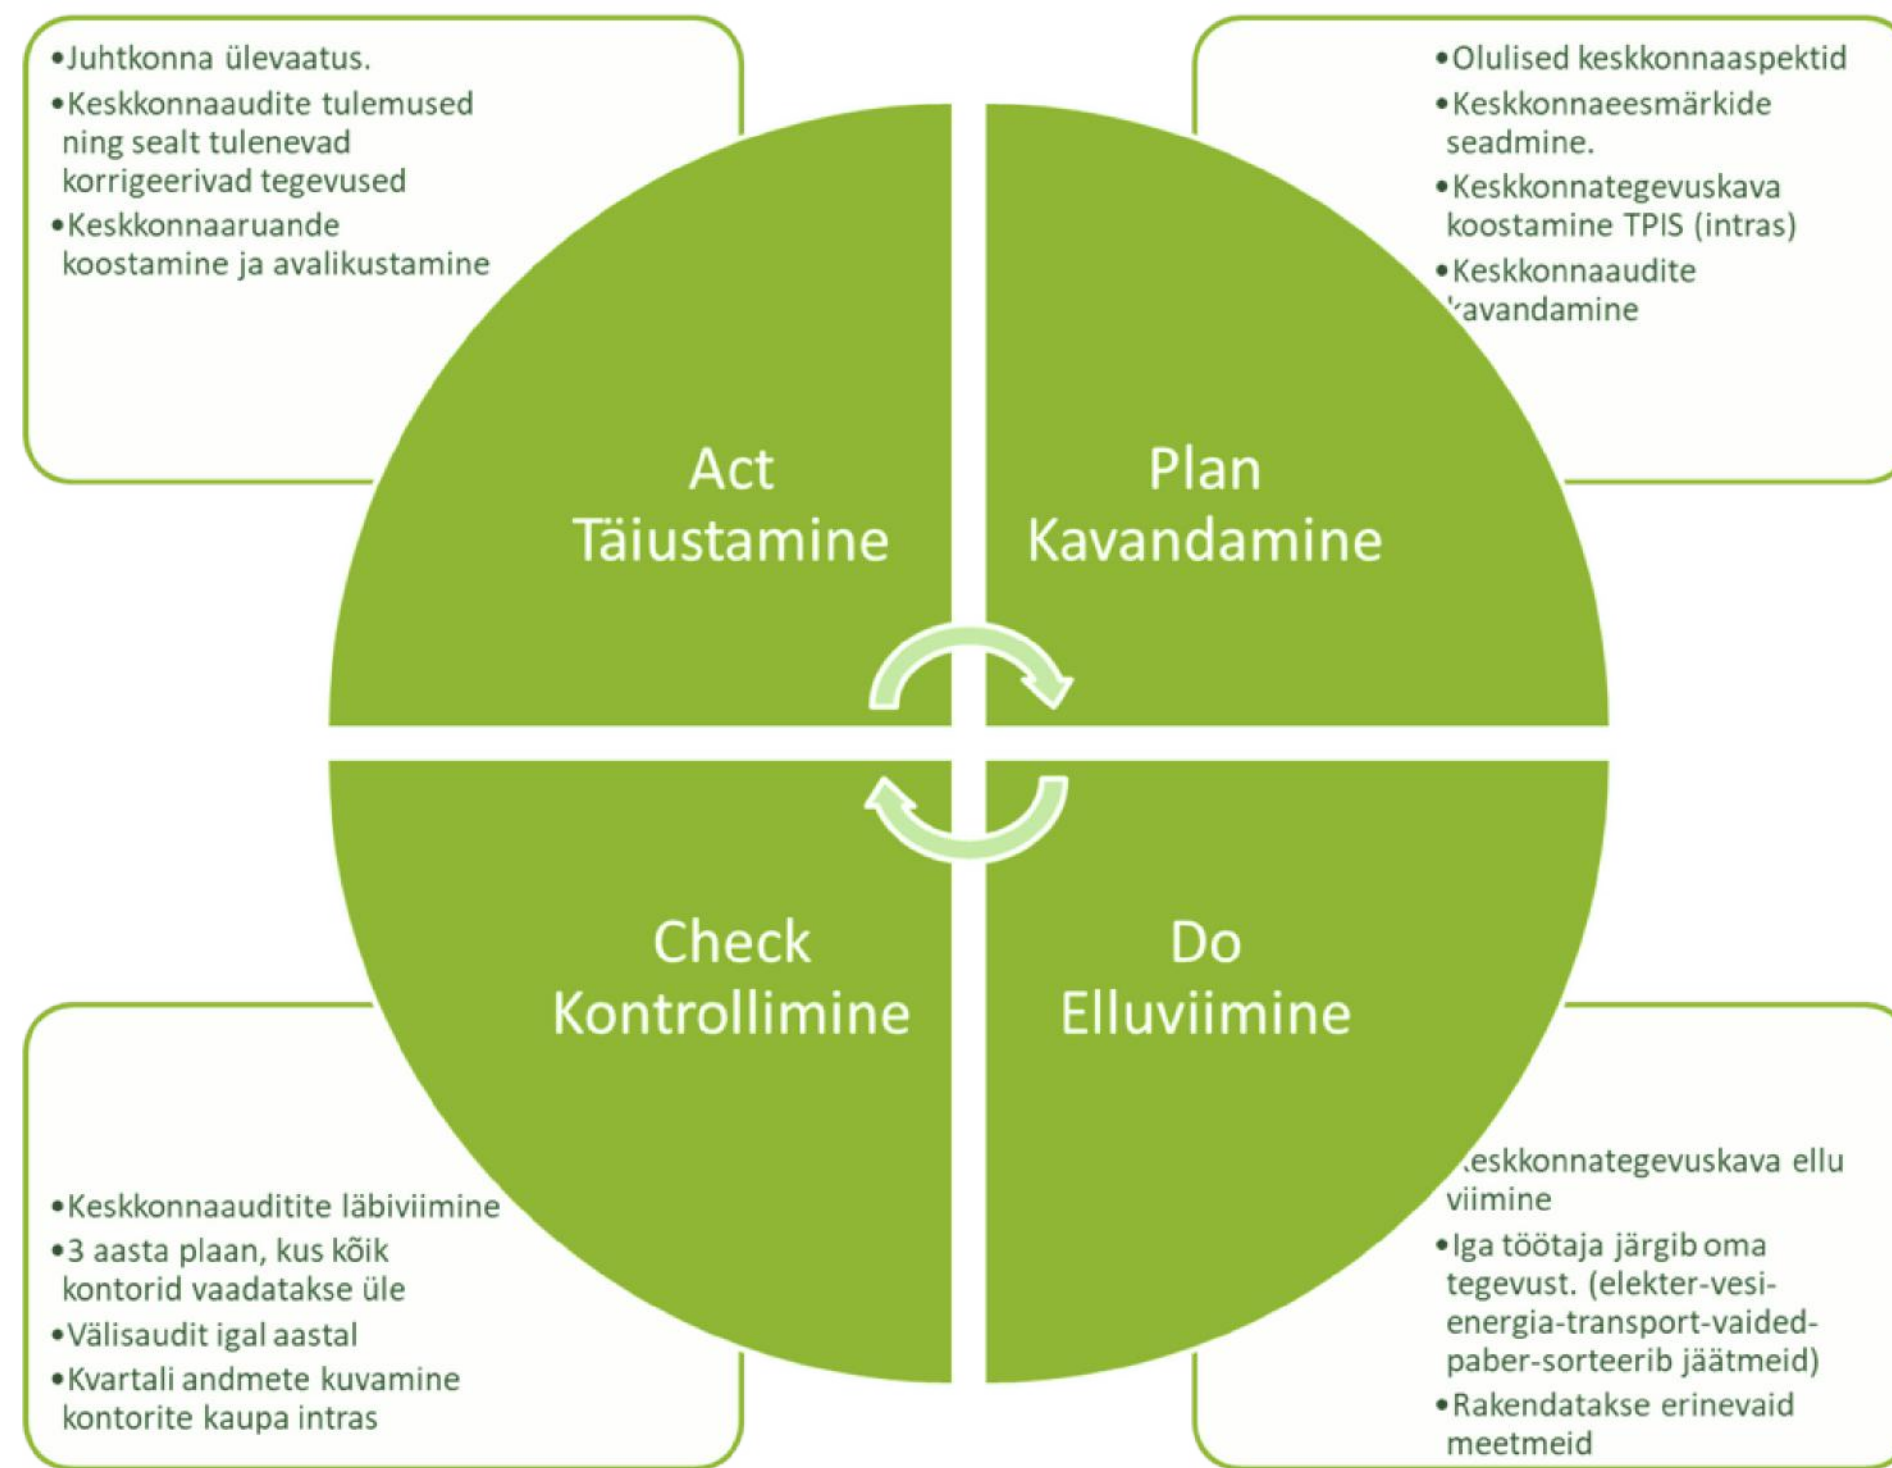 •Juhtkonna ülevaatus.
•Keskkonnaaudite tulemused
ning sealt tulenevad
korrigeerivad tegevused
•Keskkonnaaruande
koostamine ja avalikustamine
•Olulised keskkonnaaspektid
•Keskkonnaeesmärkide
seadmine.
•Keskkonnategevuskava
koostamine TPIS (intras)
•Keskkonnaaudite
kavandamine
Act
Täiustamine
Plan
Kavandamine
Check
Kontrollimine
Do
Elluviimine
•Keskkonnaauditite läbiviimine
•3 aasta plaan, kus kõik
kontorid vaadatakse üle
•Välisaudit igal aastal
•Kvartali andmete kuvamine
kontorite kaupa intras
Keskkonnategevuskava ellu
viimine
•Iga töötaja järgib oma
tegevust. (elekter-vesi-
energia-transport-vaided-
paber-sorteerib jäätmeid)
•Rakendatakse erinevaid
meetmeid